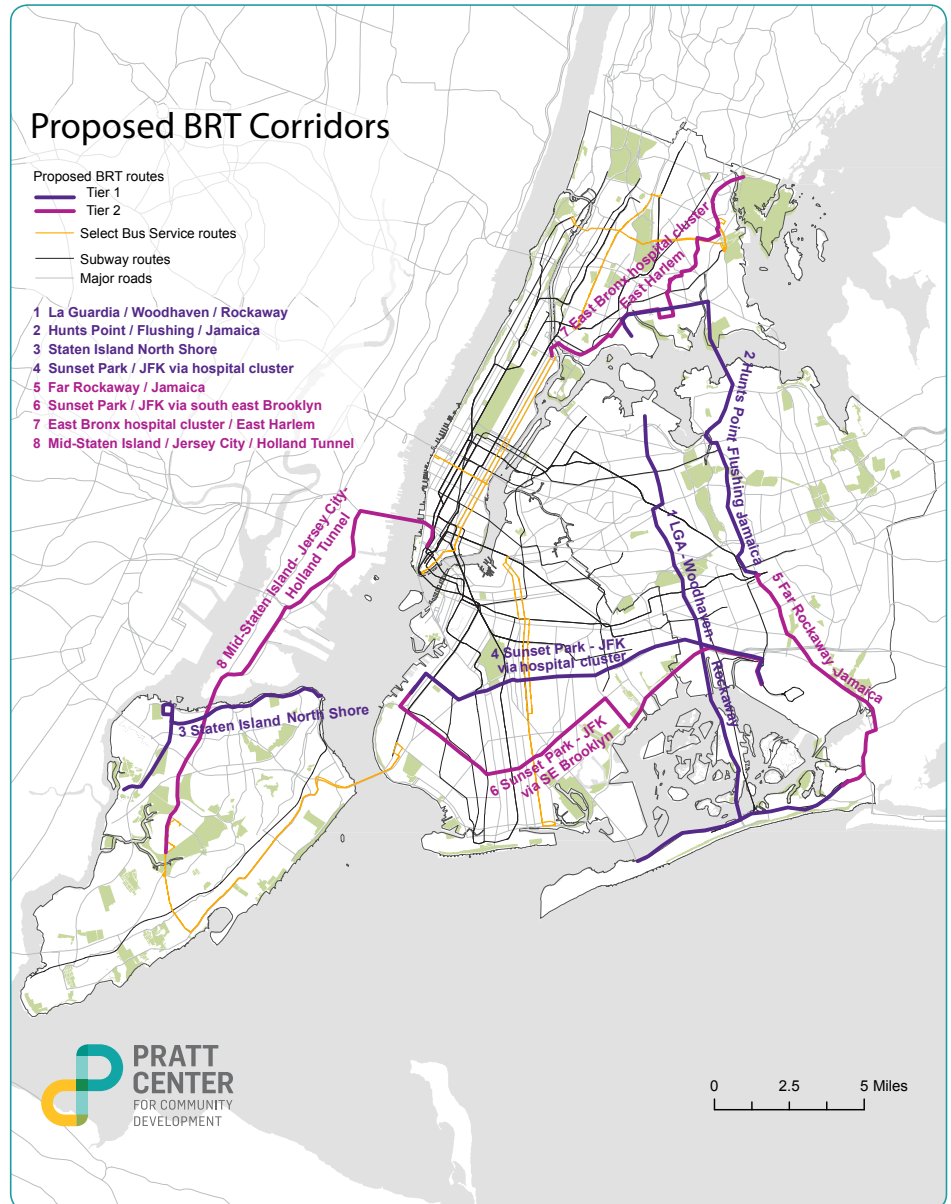 Proposed BRT Corridors
Proposed BRT routes
Tier 1
Tier 2
Select Bus Service routes
Subway routes
Major roads
1 La Guardia / Woodhaven / Rockaway
2 Hunts Point / Flushing / Jamaica
3 Staten Island North Shore
4 Sunset Park / JFK via hospital cluster
5 Far Rockaway / Jamaica
6 Sunset Park / JFK via south east Brooklyn
7 East Bronx hospital cluster / East Harlem
8 Mid-Staten Island / Jersey City / Holland Tunnel
7 East Bronx hospital cluster
East Harlem
2 Hunts Point Flushing Jamaica
1 LGA - Woodhaven
Rockaway
5 Far Rockaway Jamaica
8 Mid-Staten Island- Jersey City-
Holland Tunnel
4 Sunset Park - JFK
via hospital cluster
3 Staten Island North Shore
6 Sunset Park - JFK
via SE Brooklyn
PRATT
CENTER
FOR COMMUNITY
DEVELOPMENT
0 2.5 5 Miles